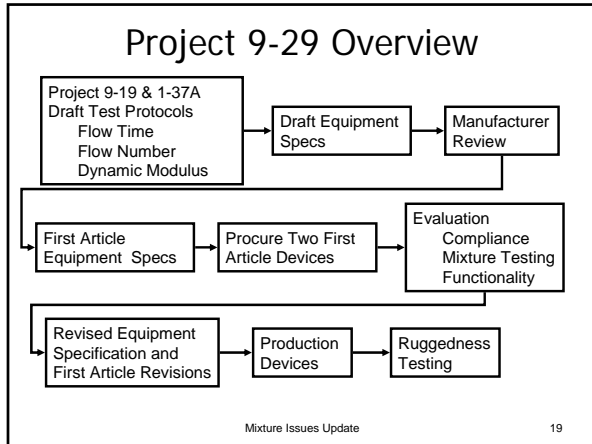 Project 9-29 Overview
Project 9-19 & 1-37A
Draft Test Protocols
Flow Time
Flow Number
Dynamic Modulus
Draft Equipment
Specs
Manufacturer
Review
First Article
Equipment Specs
Procure Two First
Article Devices
Evaluation
Compliance
Mixture Testing
Functionality
Revised Equipment
Specification and
First Article Revisions
Production
Devices
Ruggedness
Testing
Mixture Issues Update
19